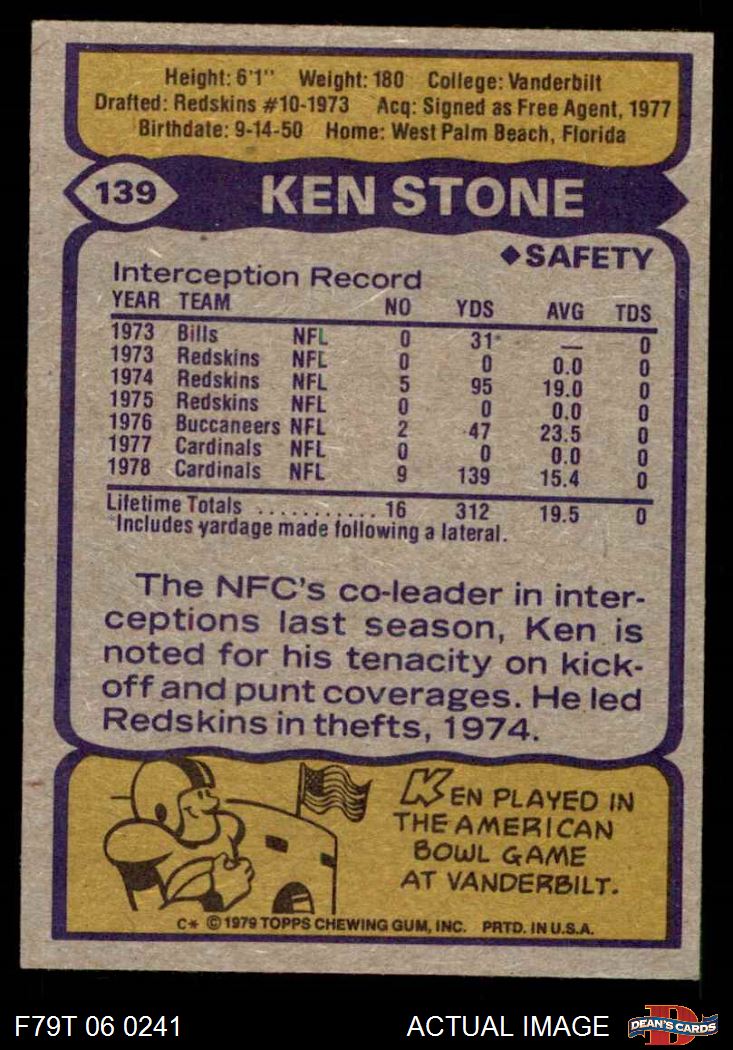 Height: 6'1" Weight: 180 College: Vanderbilt
Drafted: Redskins #10-1973 Acq: Signed as Free Agent, 1977
Birthdate: 9-14-50 Home: West Palm Beach, Florida
139 KEN STONE
◆SAFETY
Interception Record
YEAR TEAM NO YDS AVG TDS
1973 Bills NFL 0 31* — 0
1973 Redskins NFL 0 0 0.0 0
1974 Redskins NFL 5 95 19.0 0
1975 Redskins NFL 0 0 0.0 0
1976 Buccaneers NFL 2 47 23.5 0
1977 Cardinals NFL 0 0 0.0 0
1978 Cardinals NFL 9 139 15.4 0
Lifetime Totals ........... 16 312 19.5 0
*Includes yardage made following a lateral.
The NFC's co-leader in inter-
ceptions last season, Ken is
noted for his tenacity on kick-
off and punt coverages. He led
Redskins in thefts, 1974.
KEN PLAYED IN
THE AMERICAN
BOWL GAME
AT VANDERBILT.
C* © 1979 TOPPS CHEWING GUM, INC. PRTD. IN U.S.A.
F79T 06 0241 ACTUAL IMAGE D DEAN'S CARDS